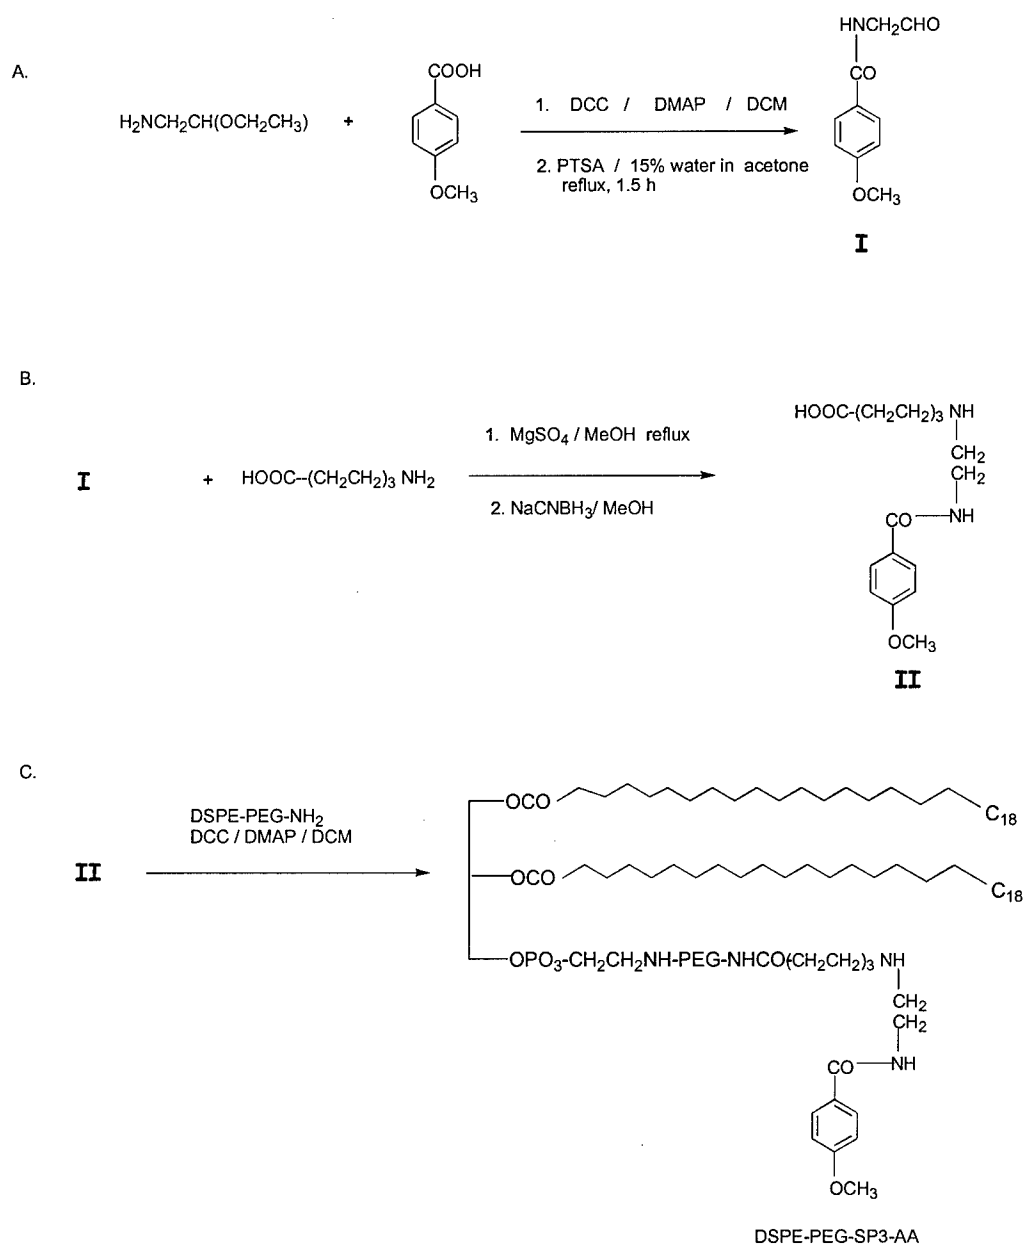 A.
H2NCH2CH(OCH2CH3)
+
COOH
OCH3
1. DCC / DMAP / DCM
2. PTSA / 15% water in acetone
reflux, 1.5 h
HNCH2CHO
CO
OCH3
I
B.
I
+
HOOC-(CH2CH2)3 NH2
1. MgSO4 / MeOH reflux
2. NaCNBH3/ MeOH
HOOC-(CH2CH2)3 NH
CH2
CH2
CO NH
OCH3
II
C.
II
DSPE-PEG-NH2
DCC / DMAP / DCM
OCO
C18
OCO
C18
OPO3-CH2CH2NH-PEG-NHCO(CH2CH2)3 NH
CH2
CH2
CO NH
OCH3
DSPE-PEG-SP3-AA